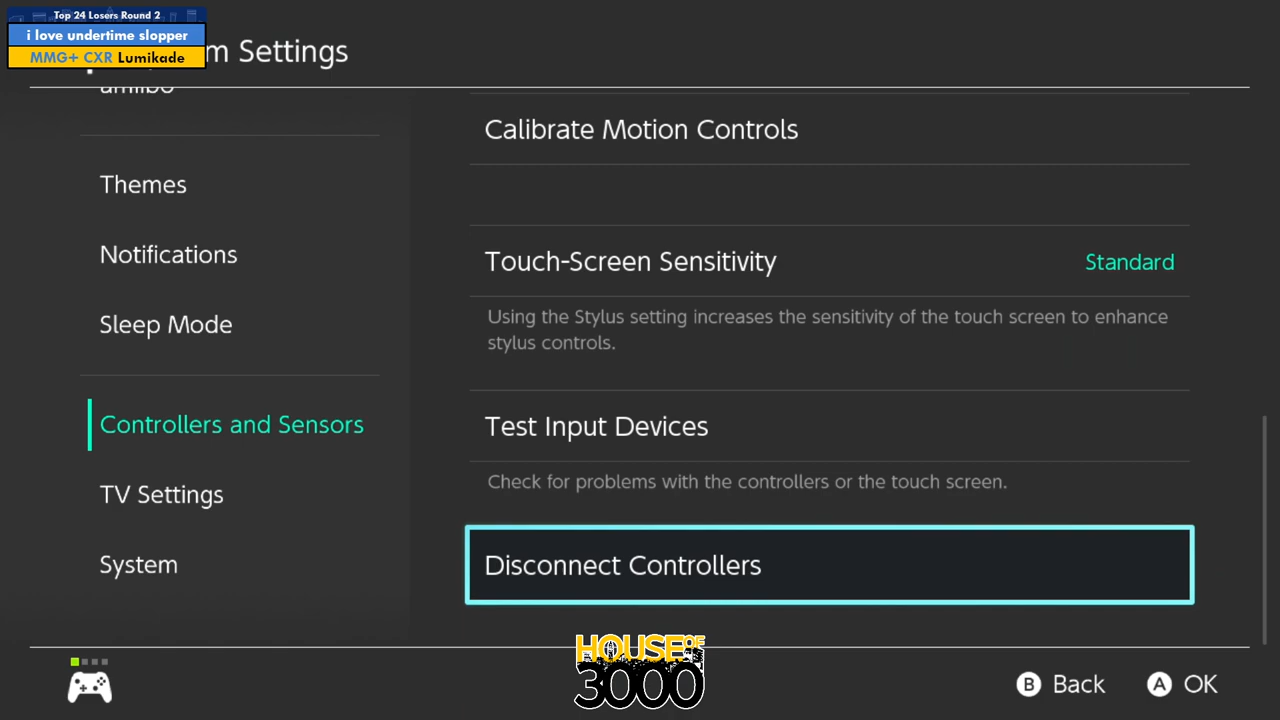 Top 24 Losers Round 2
i love undertime slopper
MMG+ CXR Lumikade
m Settings
amiibo
Themes
Notifications
Sleep Mode
Controllers and Sensors
TV Settings
System
Calibrate Motion Controls
Touch-Screen Sensitivity Standard
Using the Stylus setting increases the sensitivity of the touch screen to enhance
stylus controls.
Test Input Devices
Check for problems with the controllers or the touch screen.
Disconnect Controllers
HOUSE OF
3000
B Back A OK